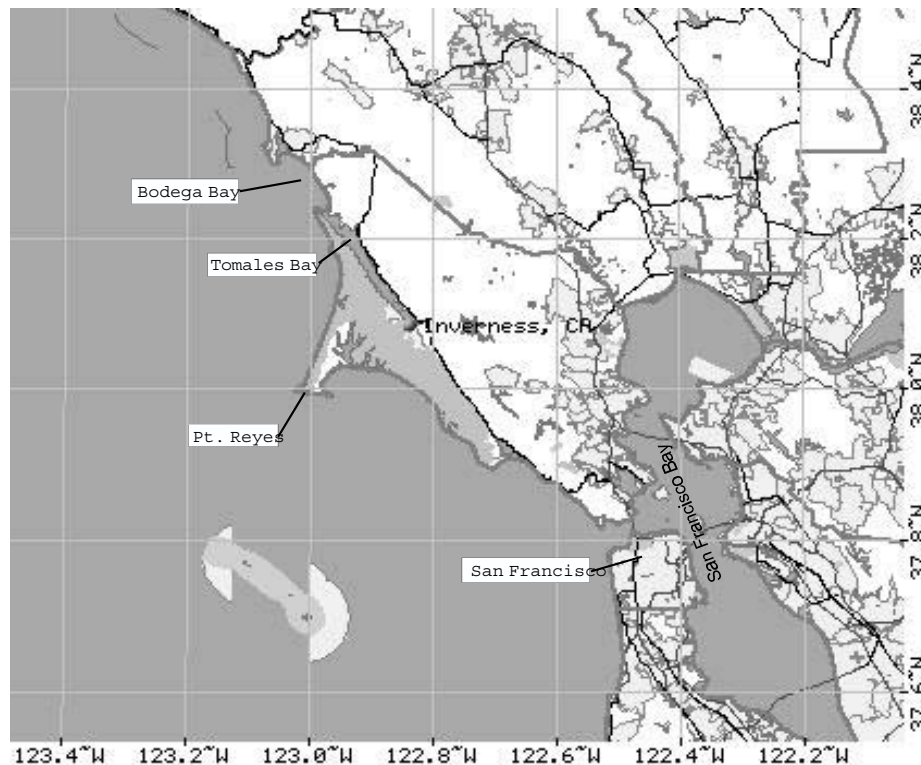 38.4°N
Bodega Bay
38.2°N
Tomales Bay
Inverness, CA
38.0°N
Pt. Reyes
San Francisco Bay
37.8°N
San Francisco
37.6°N
123.4°W 123.2°W 123.0°W 122.8°W 122.6°W 122.4°W 122.2°W